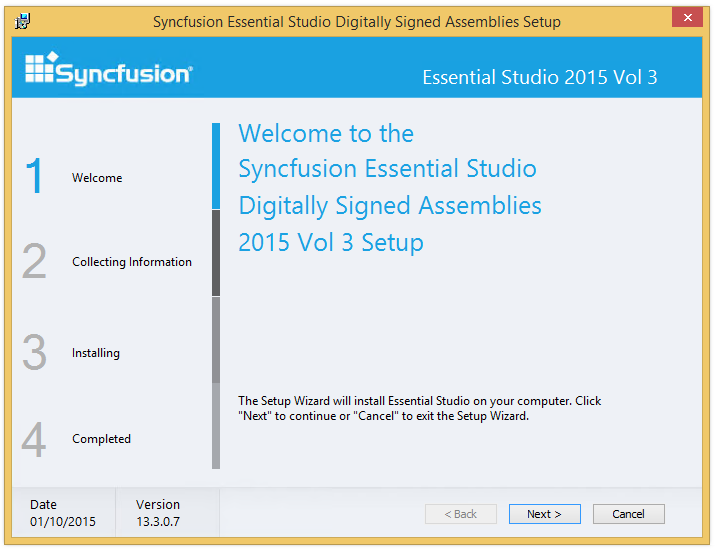 Syncfusion Essential Studio Digitally Signed Assemblies Setup
Syncfusion®
Essential Studio 2015 Vol 3
1 Welcome
2 Collecting Information
3 Installing
4 Completed
Welcome to the
Syncfusion Essential Studio
Digitally Signed Assemblies
2015 Vol 3 Setup
The Setup Wizard will install Essential Studio on your computer. Click
"Next" to continue or "Cancel" to exit the Setup Wizard.
Date
01/10/2015
Version
13.3.0.7
< Back
Next >
Cancel